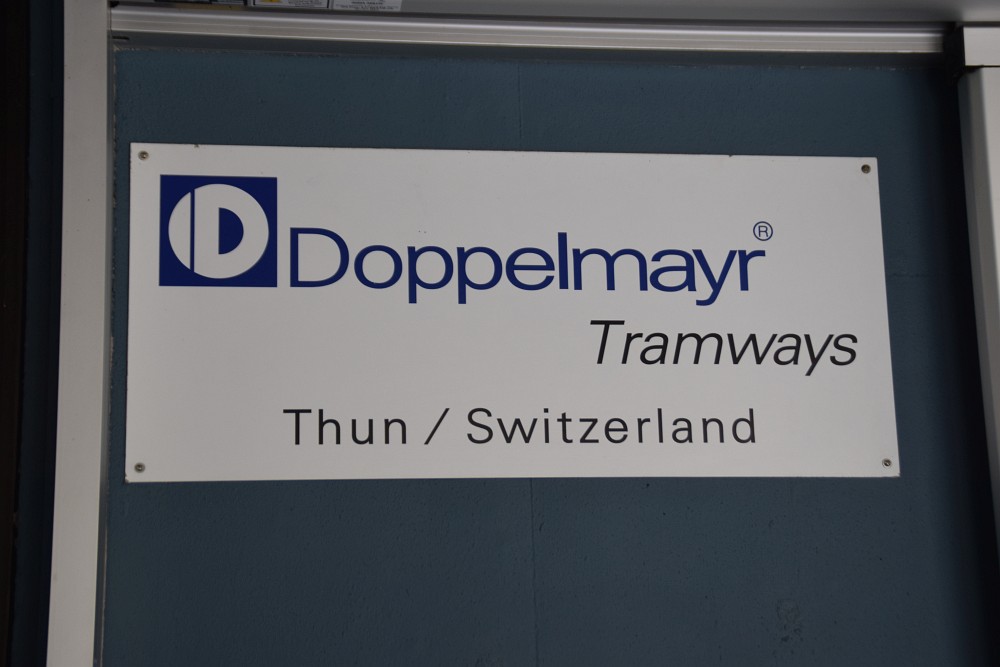 Doppelmayr®
Tramways
Thun / Switzerland